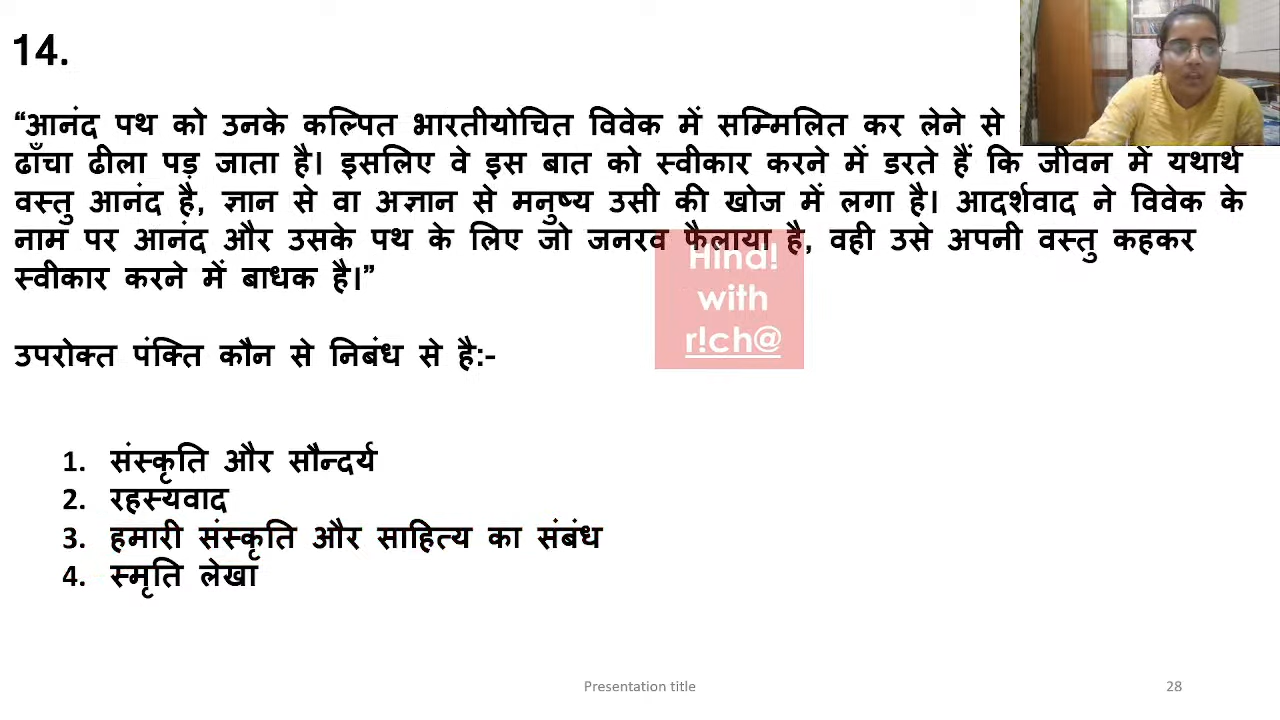 14.
“आनंद पथ को उनके कल्पित भारतीयोचित विवेक में सम्मिलित कर लेने से
ढाँचा ढीला पड़ जाता है। इसलिए वे इस बात को स्वीकार करने में डरते हैं कि जीवन में यथार्थ
वस्तु आनंद है, ज्ञान से वा अज्ञान से मनुष्य उसी की खोज में लगा है। आदर्शवाद ने विवेक के
नाम पर आनंद और उसके पथ के लिए जो जनरव फैलाया है, वही उसे अपनी वस्तु कहकर
स्वीकार करने में बाधक है।”
Hind!
with
r!ch@
उपरोक्त पंक्ति कौन से निबंध से है:-
1. संस्कृति और सौन्दर्य
2. रहस्यवाद
3. हमारी संस्कृति और साहित्य का संबंध
4. स्मृति लेखा
Presentation title
28